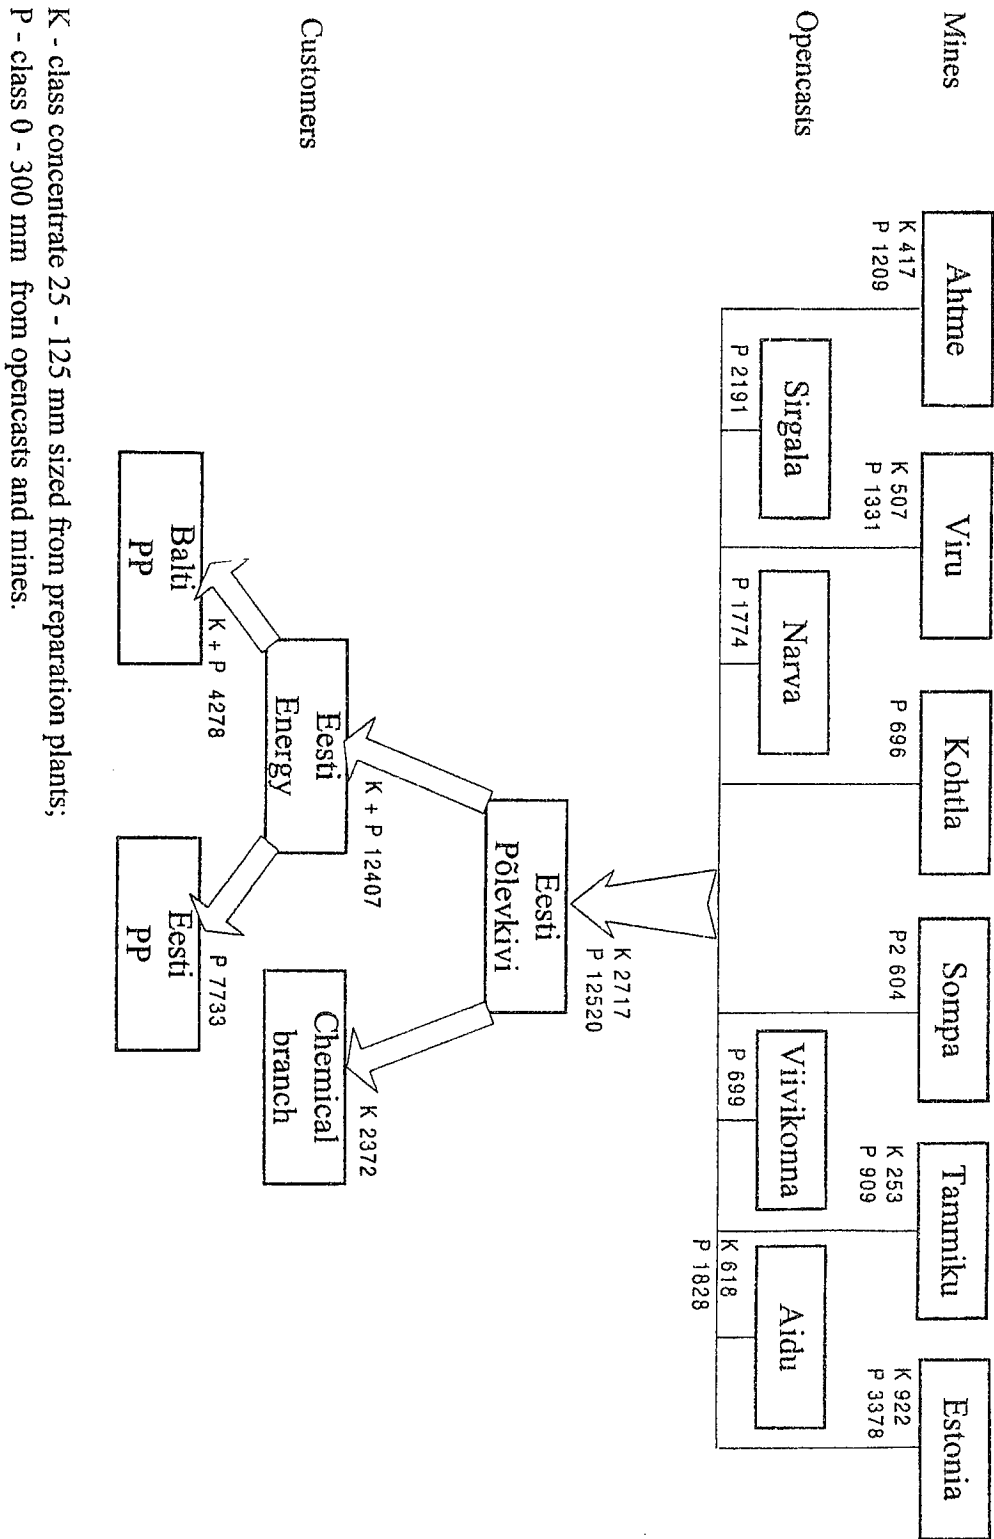 Mines
Ahtme
Viru
Kohtla
Sompa
Tammiku
Estonia
K 417
P 1209
K 507
P 1331
P 696
P2 604
K 253
P 909
K 922
P 3378
Opencasts
Sirgala
Narva
Viivikonna
Aidu
P 2191
P 1774
P 699
K 618
P 1828
K 2717
P 12520
Eesti
Põlevkivi
K + P 12407
K 2372
Customers
Eesti
Energy
Chemical
branch
K + P 4278
P 7733
Balti
PP
Eesti
PP
K - class concentrate 25 - 125 mm sized from preparation plants;
P - class 0 - 300 mm from opencasts and mines.